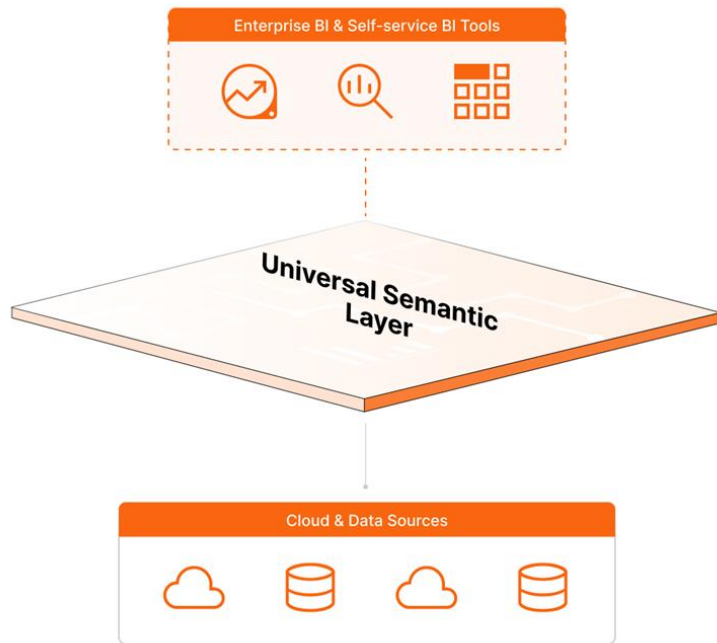 Enterprise BI & Self-service BI Tools
Universal Semantic
Layer
Cloud & Data Sources